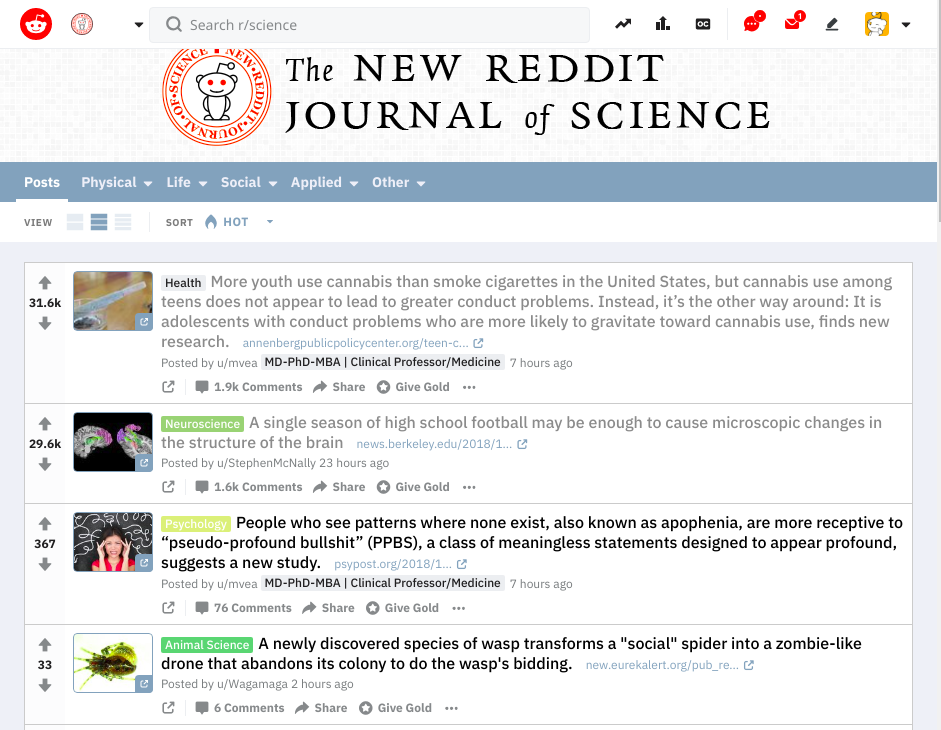 Search r/science
OC
1
SCIENCE•NEW•REDDIT•JOURNAL•OF•
The NEW REDDIT
JOURNAL of SCIENCE
Posts Physical Life Social Applied Other
VIEW SORT HOT
Health More youth use cannabis than smoke cigarettes in the United States, but cannabis use among
31.6k teens does not appear to lead to greater conduct problems. Instead, it’s the other way around: It is
adolescents with conduct problems who are more likely to gravitate toward cannabis use, finds new
research. annenbergpublicpolicycenter.org/teen-c...
Posted by u/mvea MD-PhD-MBA | Clinical Professor/Medicine 7 hours ago
1.9k Comments Share Give Gold •••
Neuroscience A single season of high school football may be enough to cause microscopic changes in
29.6k the structure of the brain news.berkeley.edu/2018/1...
Posted by u/StephenMcNally 23 hours ago
1.6k Comments Share Give Gold •••
Psychology People who see patterns where none exist, also known as apophenia, are more receptive to
367 “pseudo-profound bullshit” (PPBS), a class of meaningless statements designed to appear profound,
suggests a new study. psypost.org/2018/1...
Posted by u/mvea MD-PhD-MBA | Clinical Professor/Medicine 7 hours ago
76 Comments Share Give Gold •••
Animal Science A newly discovered species of wasp transforms a "social" spider into a zombie-like
33 drone that abandons its colony to do the wasp's bidding. new.eurekalert.org/pub_re...
Posted by u/Wagamaga 2 hours ago
6 Comments Share Give Gold •••